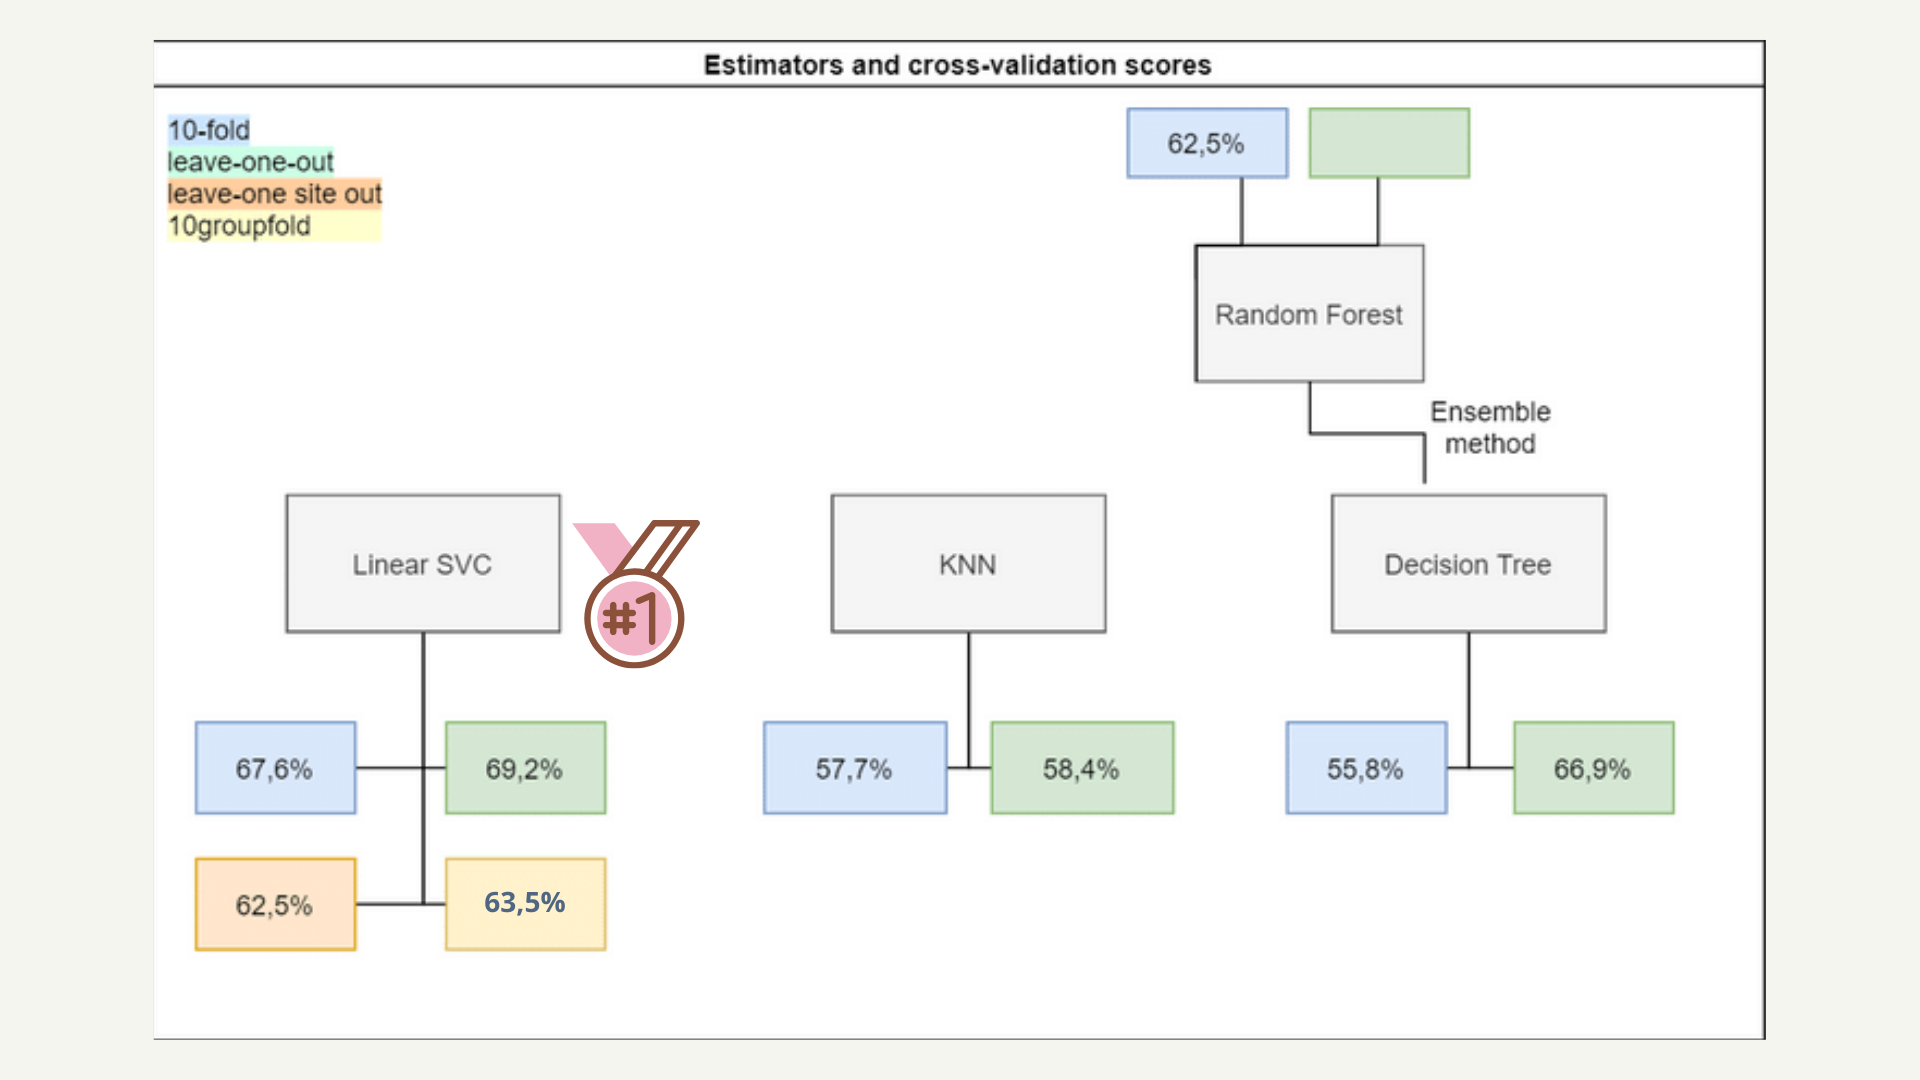 Estimators and cross-validation scores
10-fold
leave-one-out
leave-one site out
10groupfold
62,5%
Random Forest
Ensemble
method
Linear SVC
#1
KNN
Decision Tree
67,6%
69,2%
57,7%
58,4%
55,8%
66,9%
62,5%
63,5%